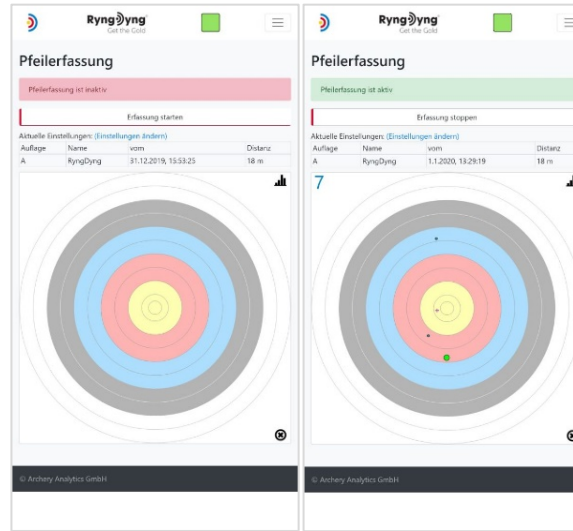 RyngDyng
Get the Gold
Pfeilerfassung
Pfeilerfassung ist inaktiv
Erfassung starten
Aktuelle Einstellungen: (Einstellungen ändern)
Auflage Name vom Distanz
A RyngDyng 31.12.2019, 15:53:25 18 m
© Archery Analytics GmbH
RyngDyng
Get the Gold
Pfeilerfassung
Pfeilerfassung ist aktiv
Erfassung stoppen
Aktuelle Einstellungen: (Einstellungen ändern)
Auflage Name vom Distanz
A RyngDyng 1.1.2020, 13:29:19 18 m
7
© Archery Analytics GmbH